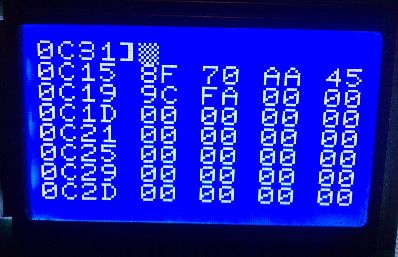 0C31]▒
0C15 8F 70 AA 45
0C19 9C FA 00 00
0C1D 00 00 00 00
0C21 00 00 00 00
0C25 00 00 00 00
0C29 00 00 00 00
0C2D 00 00 00 00